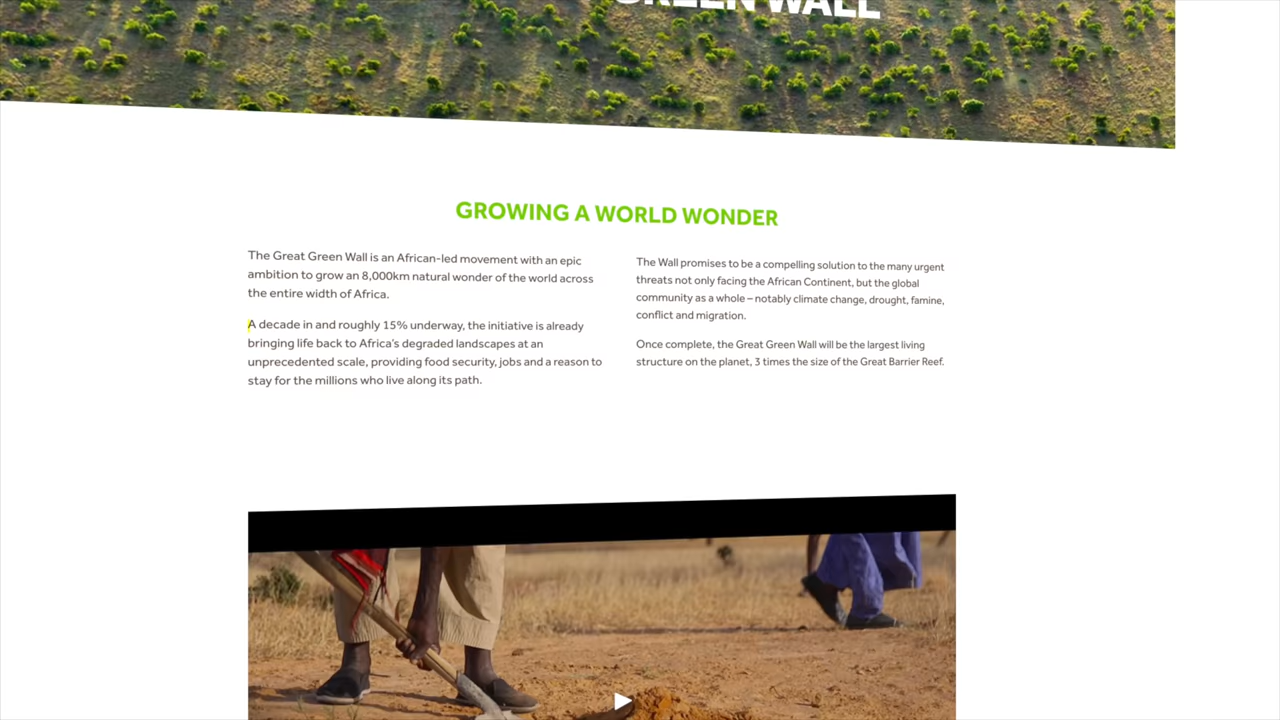 GREEN WALL
GROWING A WORLD WONDER
The Great Green Wall is an African-led movement with an epic
ambition to grow an 8,000km natural wonder of the world across
the entire width of Africa.
A decade in and roughly 15% underway, the initiative is already
bringing life back to Africa's degraded landscapes at an
unprecedented scale, providing food security, jobs and a reason to
stay for the millions who live along its path.
The Wall promises to be a compelling solution to the many urgent
threats not only facing the African Continent, but the global
community as a whole – notably climate change, drought, famine,
conflict and migration.
Once complete, the Great Green Wall will be the largest living
structure on the planet, 3 times the size of the Great Barrier Reef.